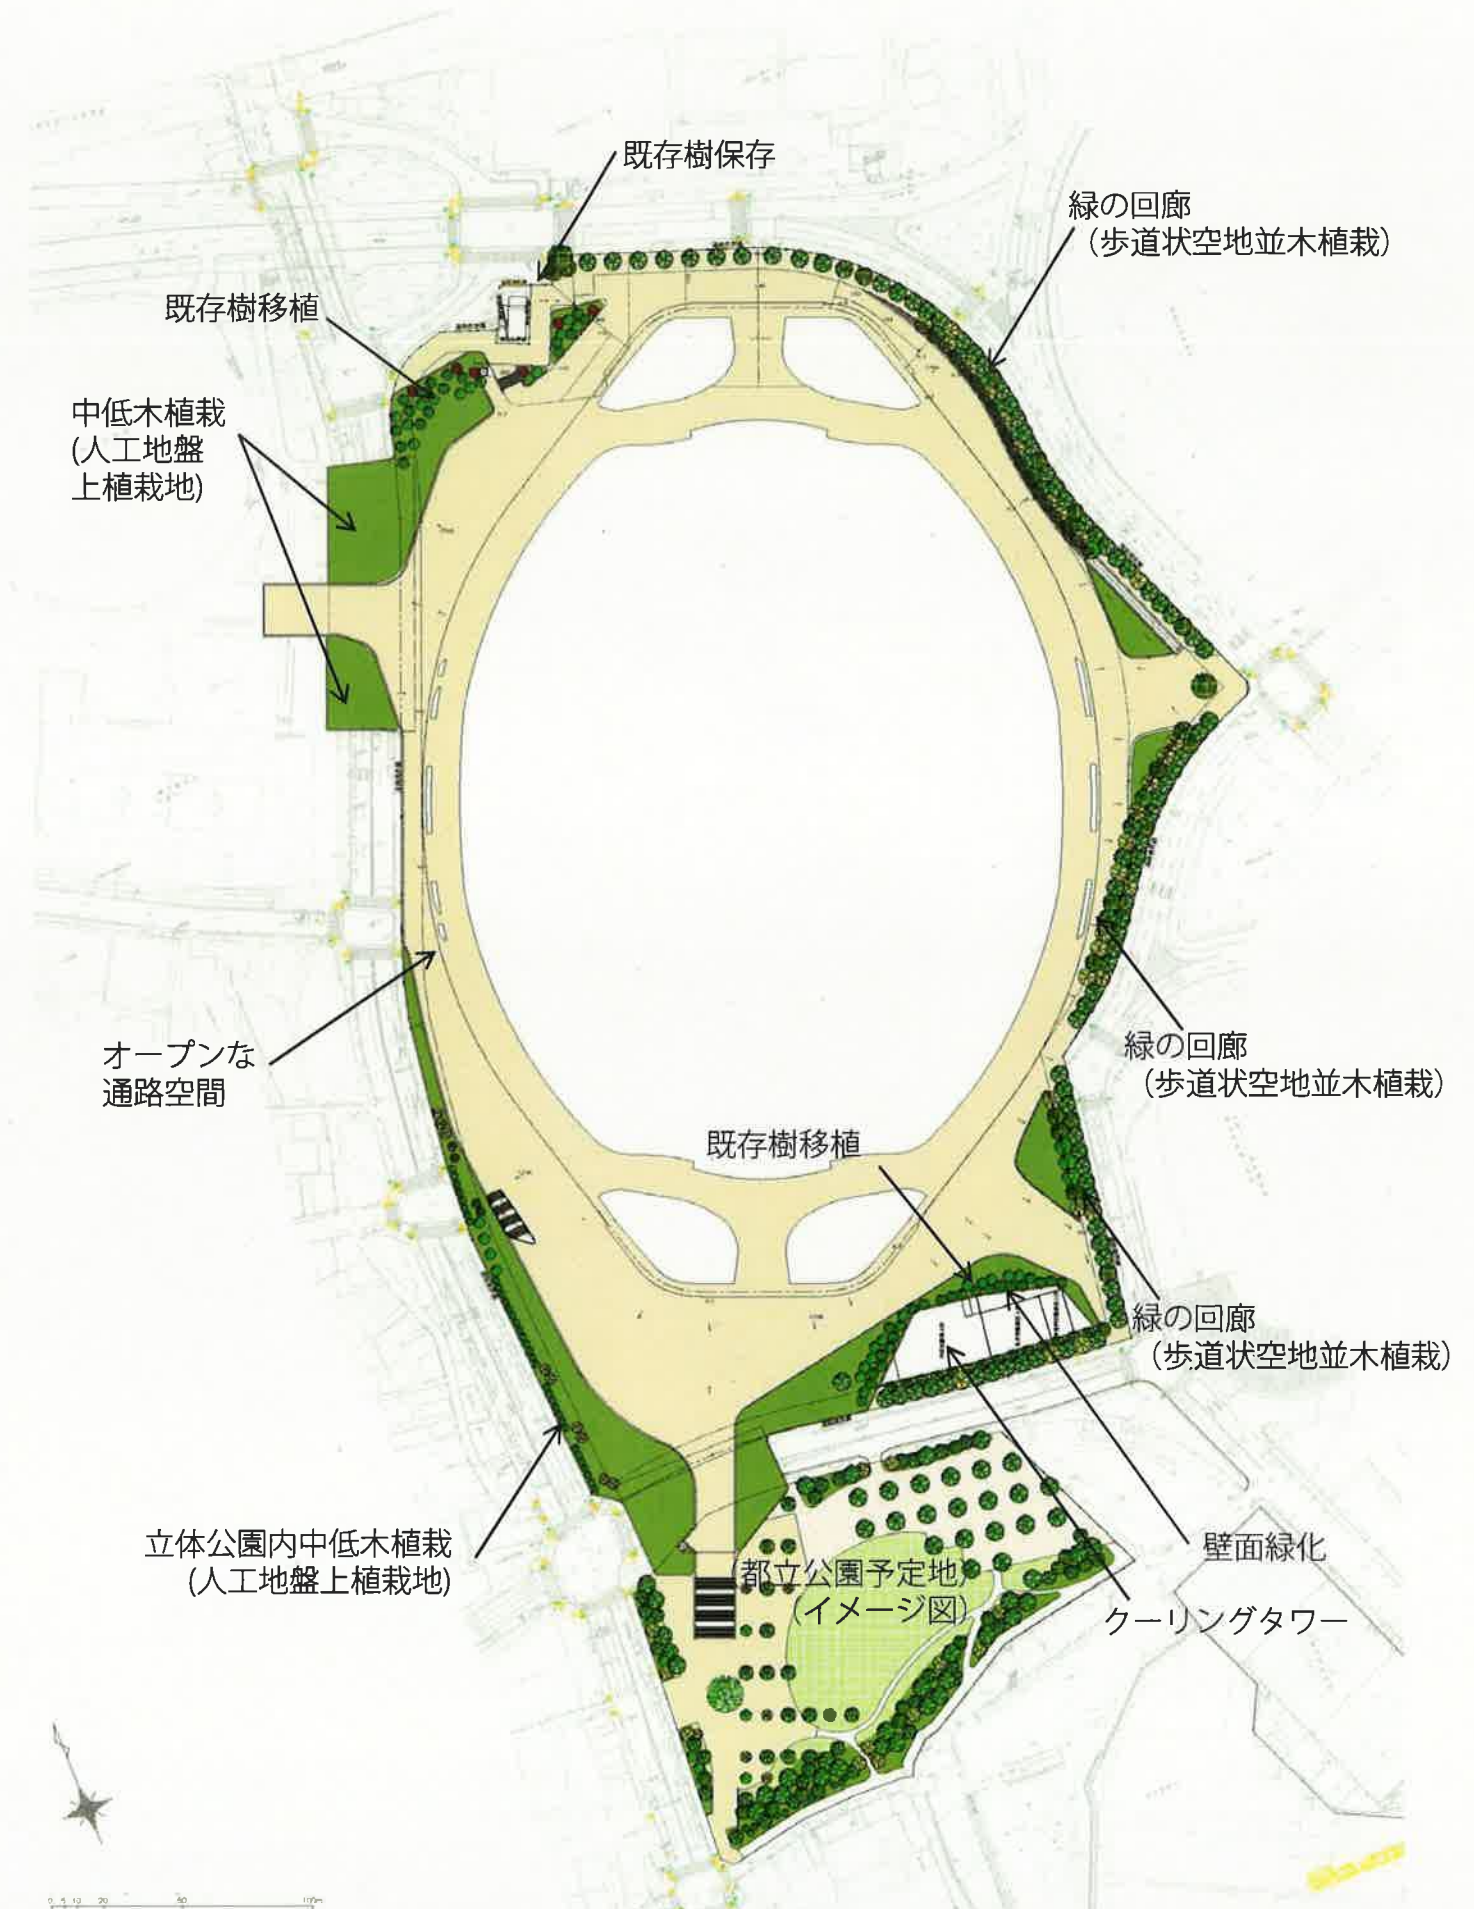 既存樹保存
緑の回廊
（歩道状空地並木植栽）
既存樹移植
中低木植栽
(人工地盤
上植栽地)
オープンな
通路空間
緑の回廊
（歩道状空地並木植栽）
既存樹移植
緑の回廊
（歩道状空地並木植栽）
立体公園内中低木植栽
(人工地盤上植栽地)
壁面緑化
(都立公園予定地)
(イメージ図)
クーリングタワー
0 5 10 20 50 100m